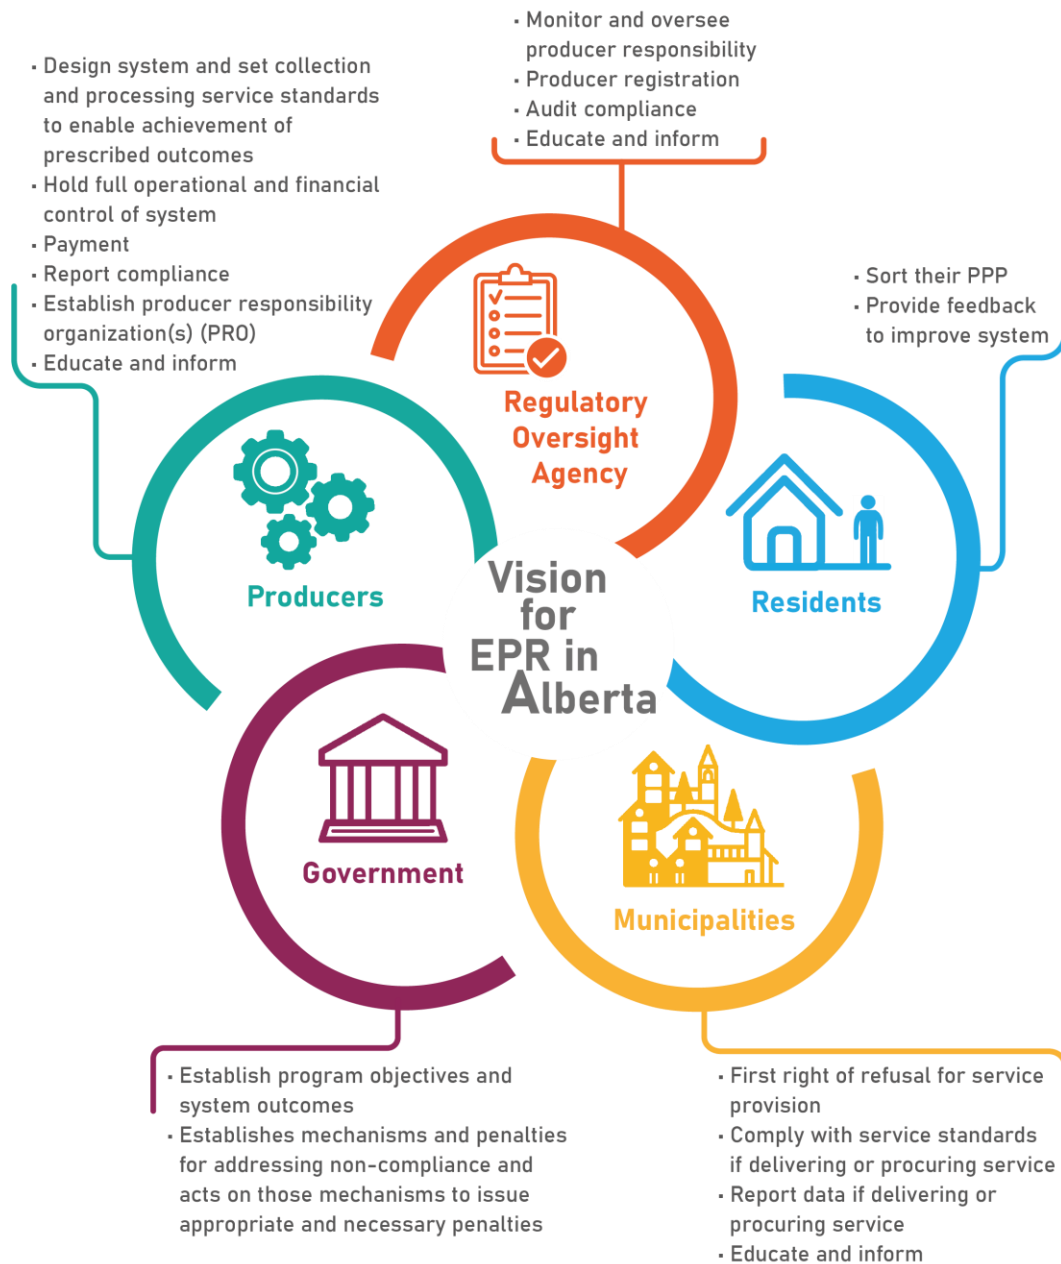 ▪ Monitor and oversee
producer responsibility
▪ Producer registration
▪ Audit compliance
▪ Educate and inform
▪ Design system and set collection
and processing service standards
to enable achievement of
prescribed outcomes
▪ Hold full operational and financial
control of system
▪ Payment
▪ Report compliance
▪ Establish producer responsibility
organization(s) (PRO)
▪ Educate and inform
▪ Sort their PPP
▪ Provide feedback
to improve system
Regulatory
Oversight
Agency
Producers
Residents
Vision
for
EPR in
Alberta
Government
Municipalities
▪ Establish program objectives and
system outcomes
▪ Establishes mechanisms and penalties
for addressing non-compliance and
acts on those mechanisms to issue
appropriate and necessary penalties
▪ First right of refusal for service
provision
▪ Comply with service standards
if delivering or procuring service
▪ Report data if delivering or
procuring service
▪ Educate and inform